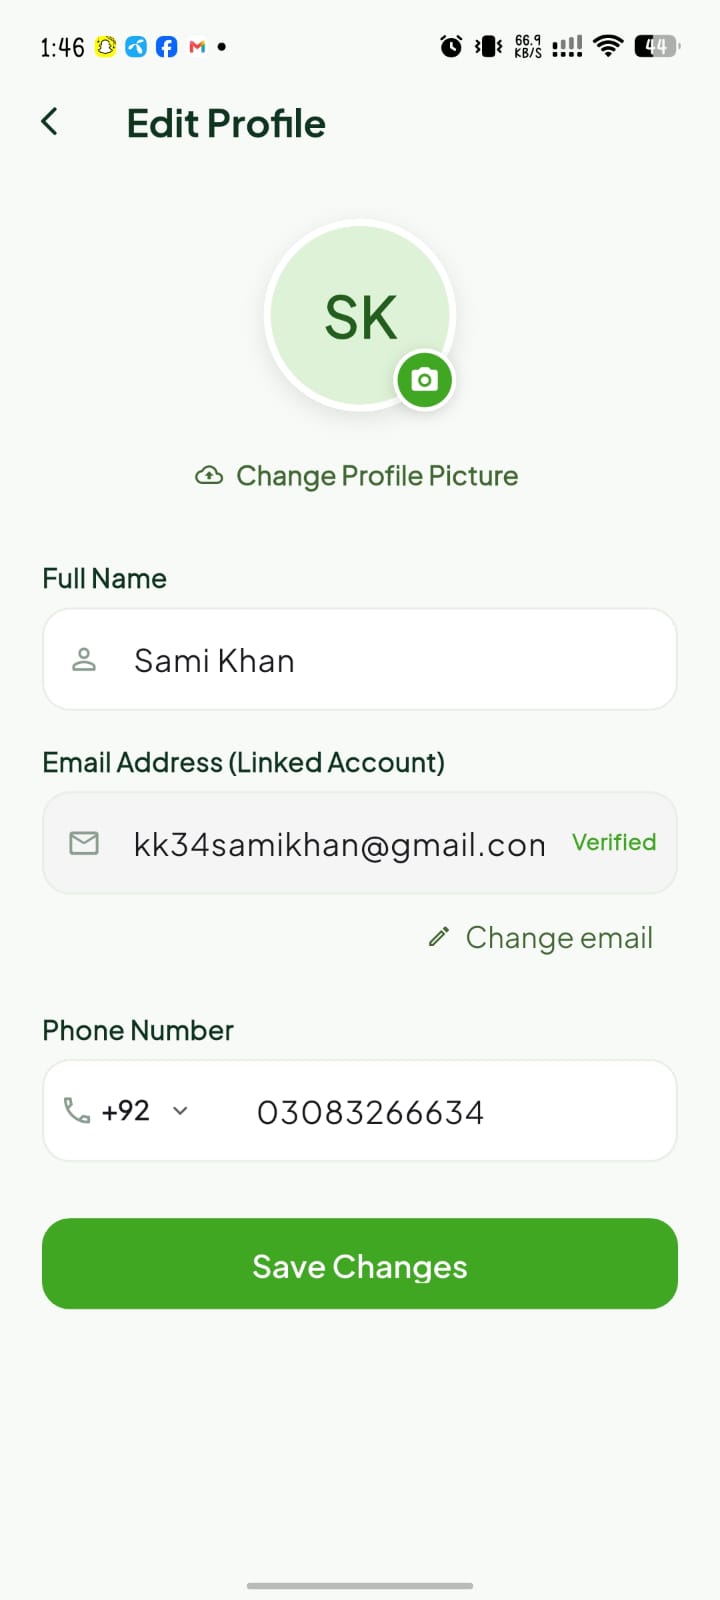 1:46 66.9 KB/S 44
Edit Profile
SK
Change Profile Picture
Full Name
Sami Khan
Email Address (Linked Account)
kk34samikhan@gmail.con Verified
Change email
Phone Number
+92 03083266634
Save Changes